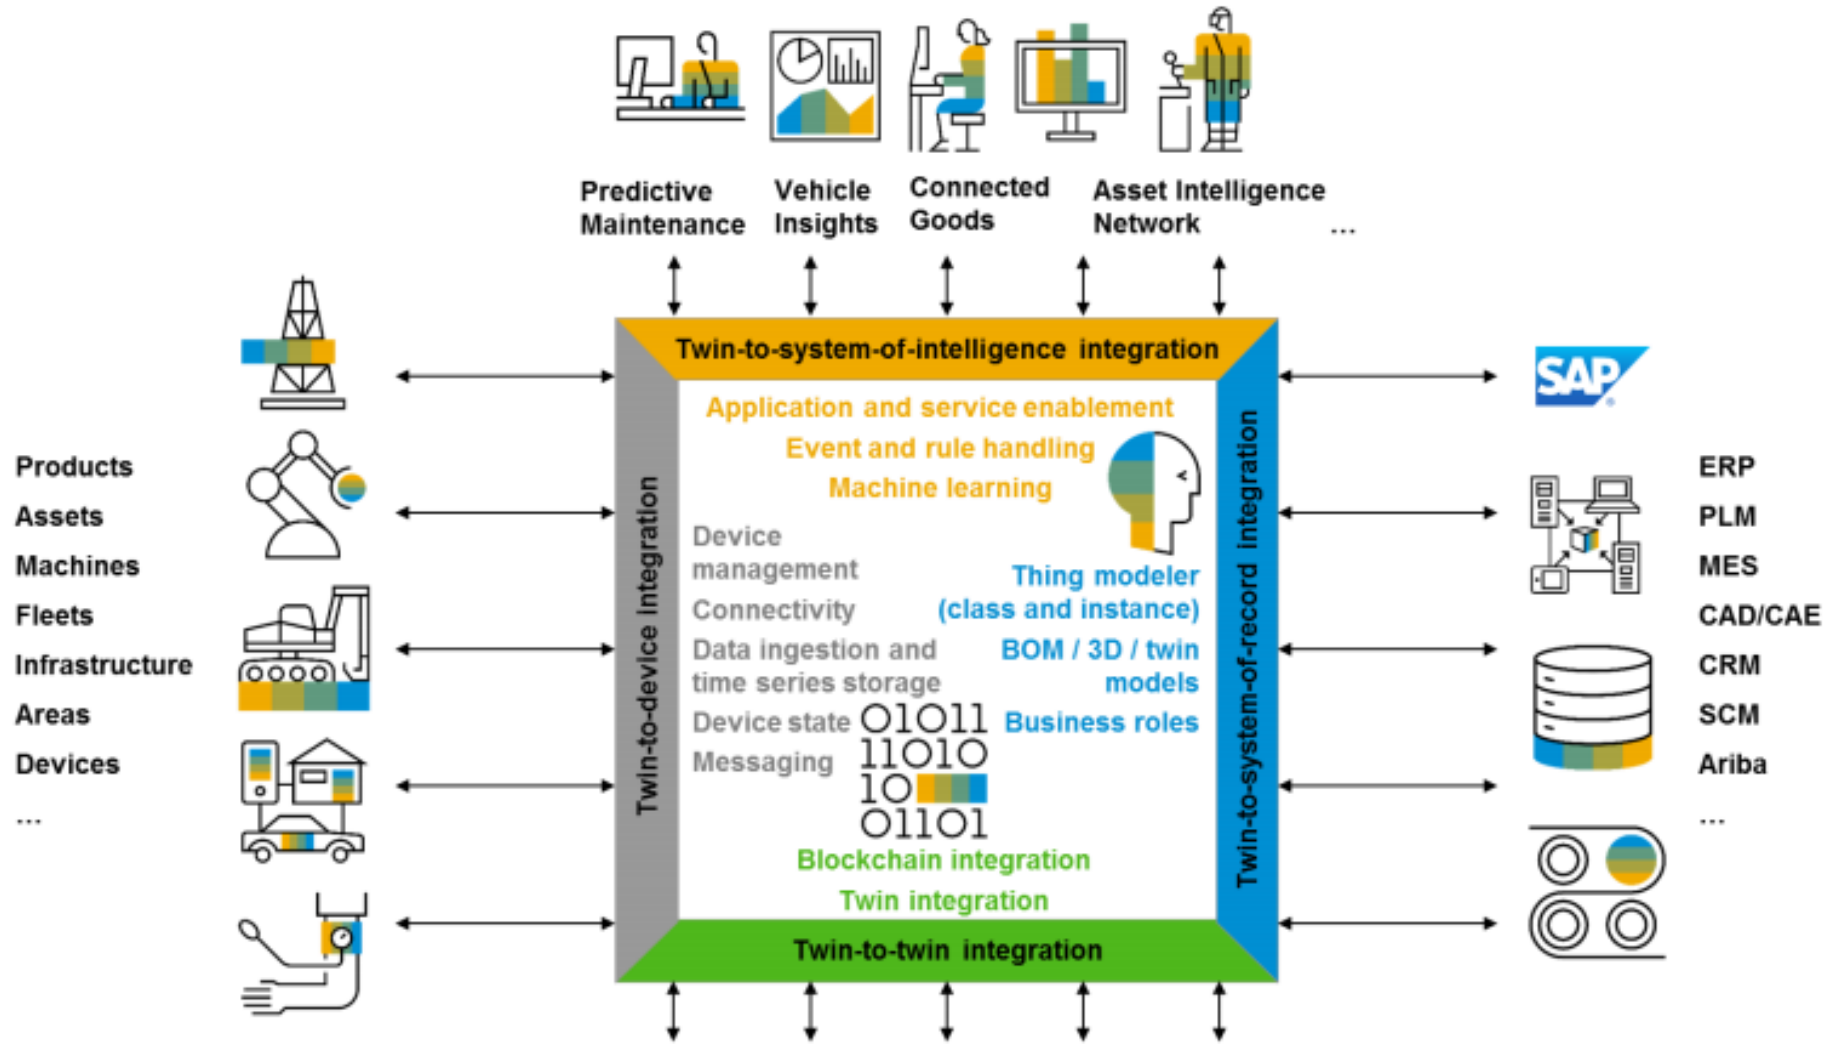 Predictive
Maintenance
Vehicle
Insights
Connected
Goods
Asset Intelligence
Network
...
Twin-to-system-of-intelligence integration
Application and service enablement
Event and rule handling
Machine learning
Products
Assets
Machines
Fleets
Infrastructure
Areas
Devices
...
Twin-to-device integration
Device
management
Connectivity
Data ingestion and
time series storage
Device state
Messaging
01011
11010
10
01101
Thing modeler
(class and instance)
BOM / 3D / twin
models
Business roles
Twin-to-system-of-record integration
SAP
®
ERP
PLM
MES
CAD/CAE
CRM
SCM
Ariba
...
Blockchain integration
Twin integration
Twin-to-twin integration